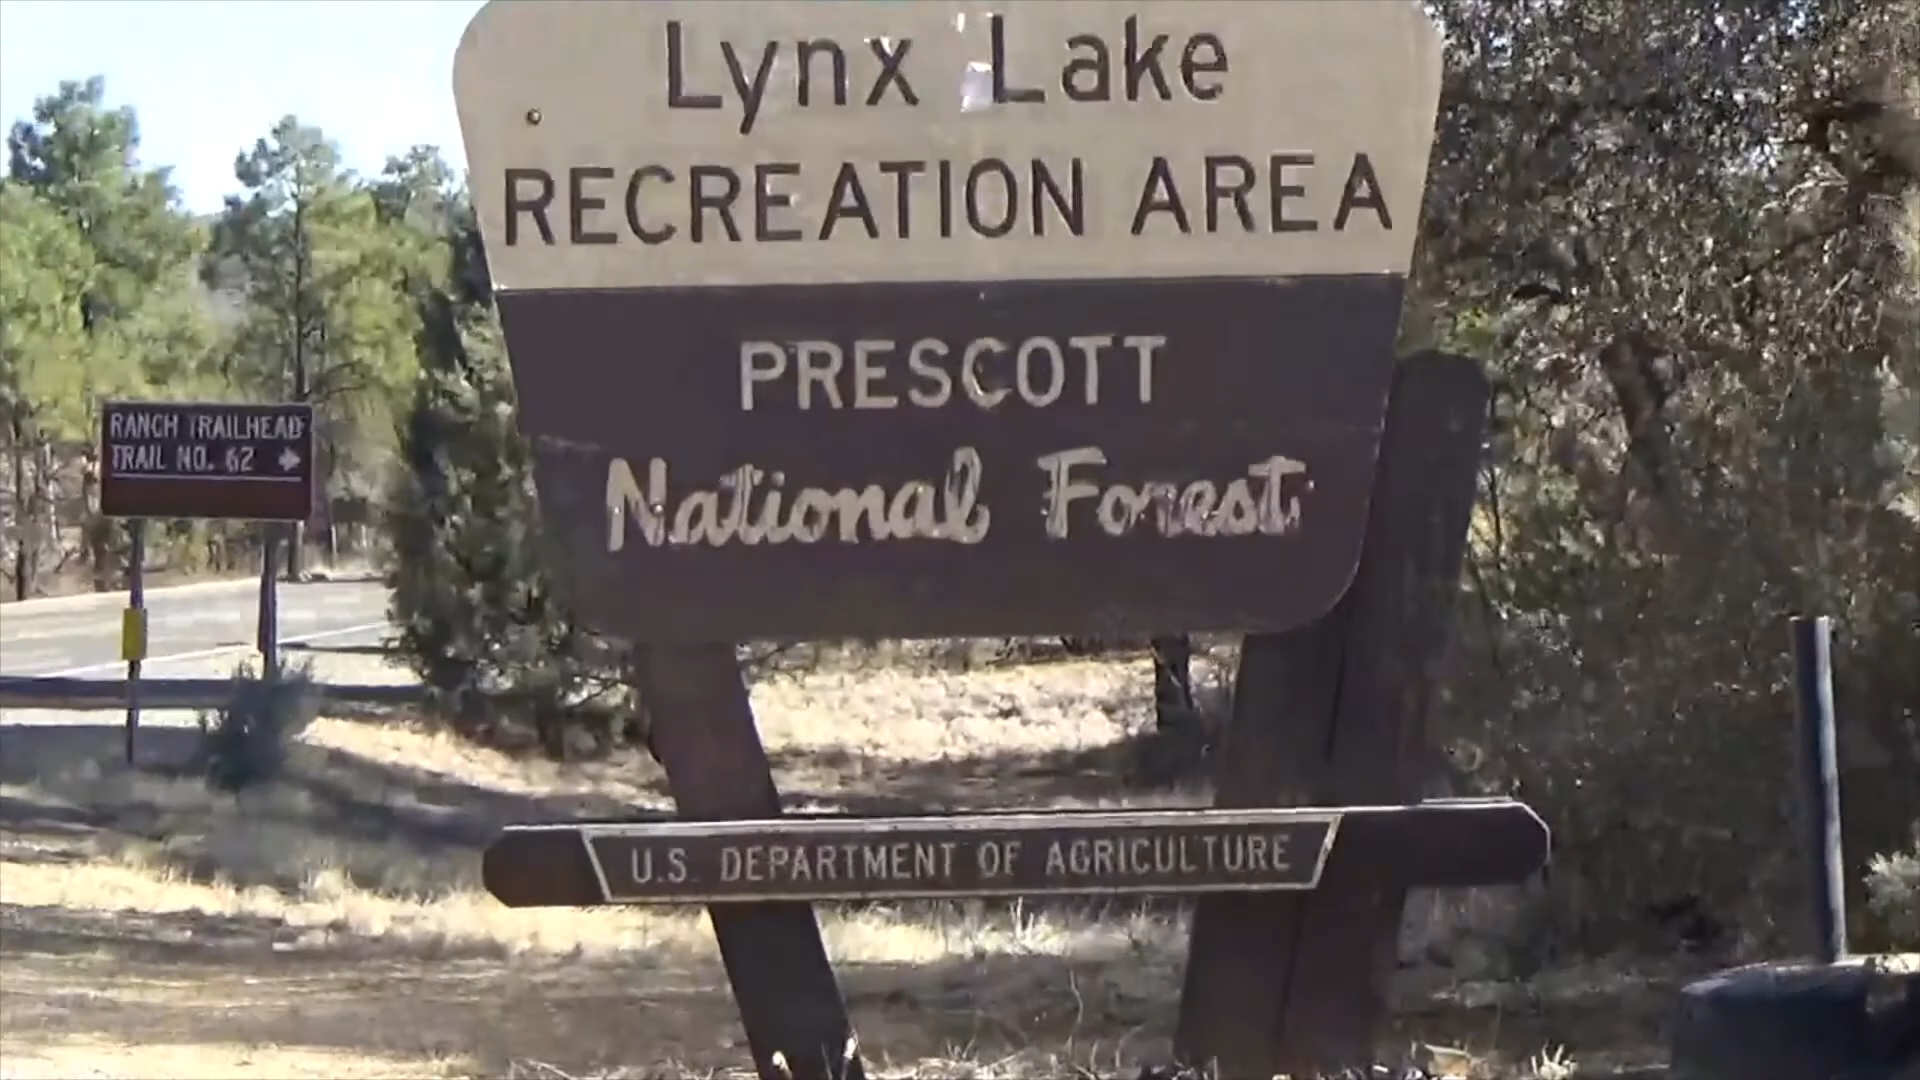 Lynx Lake
RECREATION AREA
PRESCOTT
National Forest
U.S. DEPARTMENT OF AGRICULTURE
RANCH TRAILHEAD
TRAIL NO. 62